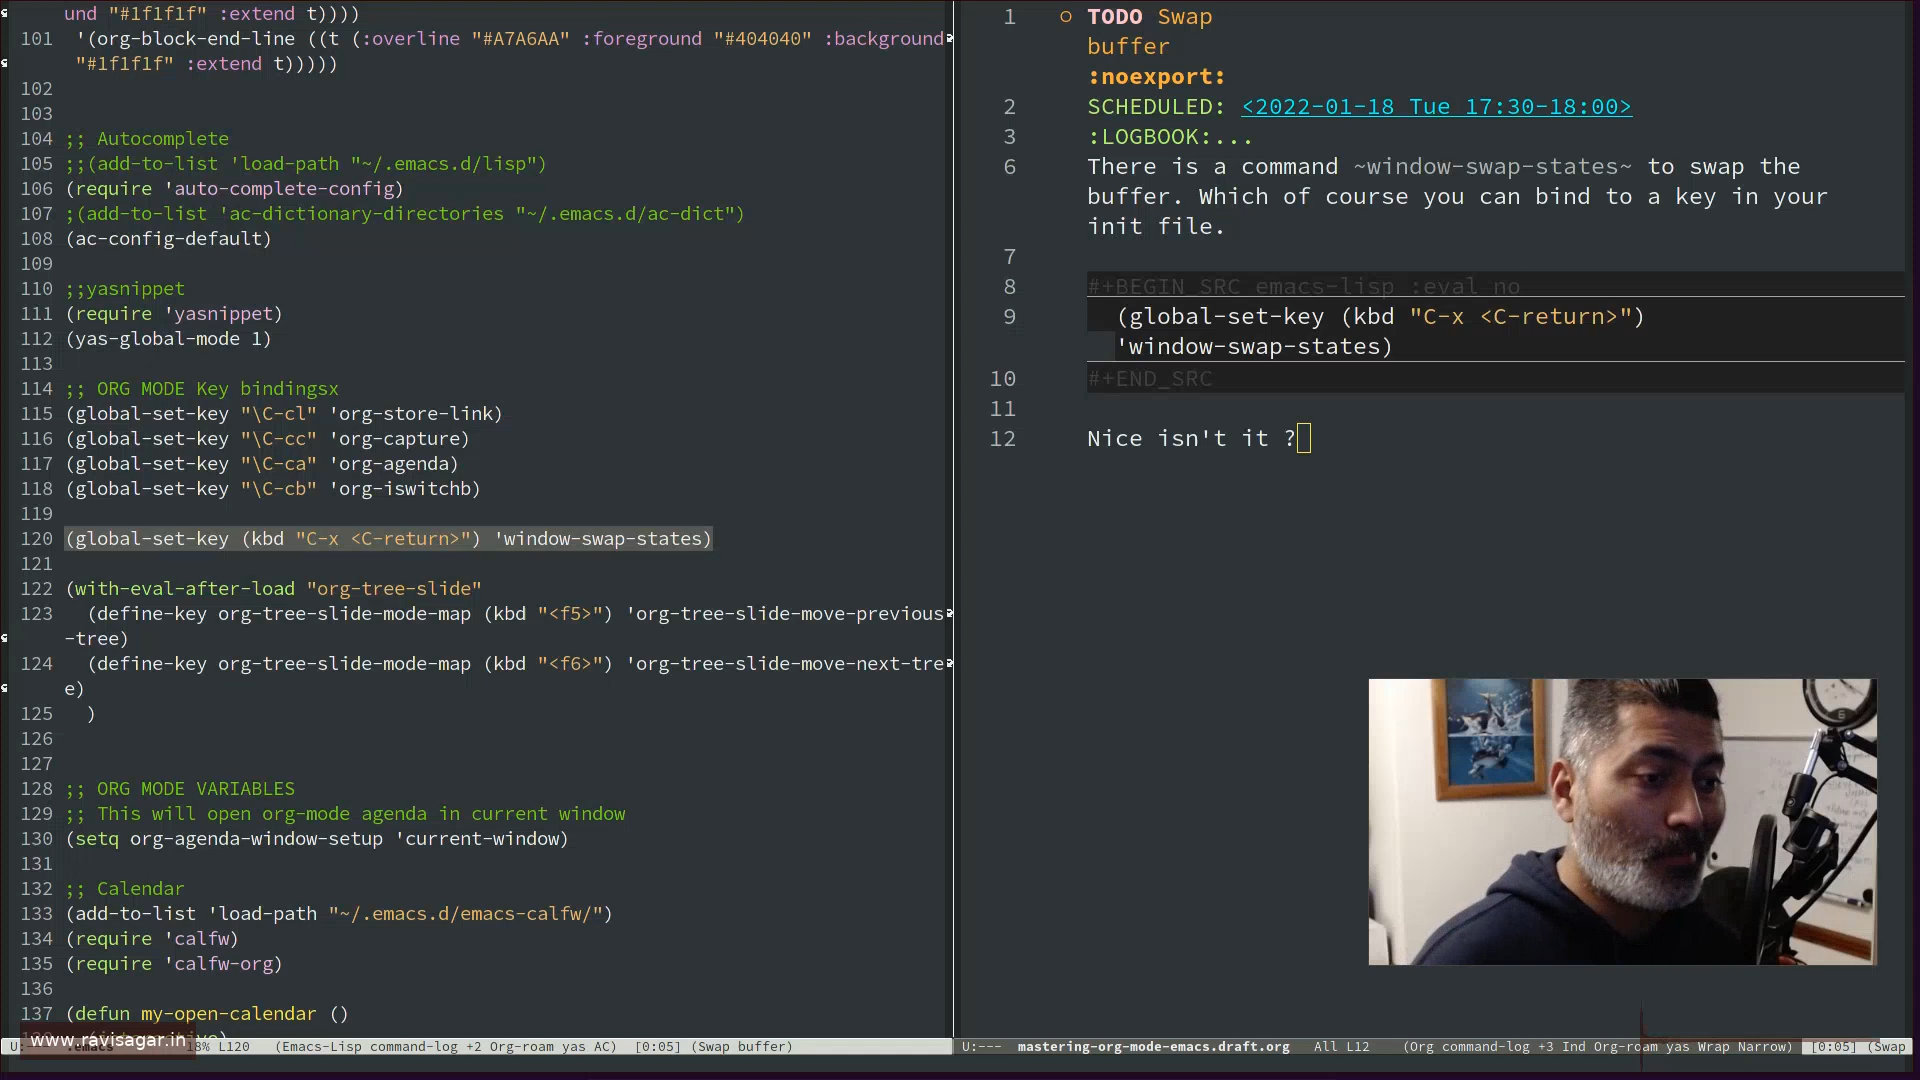 und "#1f1f1f" :extend t))))
101 '(org-block-end-line ((t (:overline "#A7A6AA" :foreground "#404040" :background
"#1f1f1f" :extend t)))))
102
103
104 ;; Autocomplete
105 ;;(add-to-list 'load-path "~/.emacs.d/lisp")
106 (require 'auto-complete-config)
107 ;(add-to-list 'ac-dictionary-directories "~/.emacs.d/ac-dict")
108 (ac-config-default)
109
110 ;;yasnippet
111 (require 'yasnippet)
112 (yas-global-mode 1)
113
114 ;; ORG MODE Key bindingsx
115 (global-set-key "\C-cl" 'org-store-link)
116 (global-set-key "\C-cc" 'org-capture)
117 (global-set-key "\C-ca" 'org-agenda)
118 (global-set-key "\C-cb" 'org-iswitchb)
119
120 (global-set-key (kbd "C-x <C-return>") 'window-swap-states)
121
122 (with-eval-after-load "org-tree-slide"
123 (define-key org-tree-slide-mode-map (kbd "<f5>") 'org-tree-slide-move-previous
-tree)
124 (define-key org-tree-slide-mode-map (kbd "<f6>") 'org-tree-slide-move-next-tre
e)
125 )
126
127
128 ;; ORG MODE VARIABLES
129 ;; This will open org-mode agenda in current window
130 (setq org-agenda-window-setup 'current-window)
131
132 ;; Calendar
133 (add-to-list 'load-path "~/.emacs.d/emacs-calfw/")
134 (require 'calfw)
135 (require 'calfw-org)
136
137 (defun my-open-calendar ()
www.ravisagar.in
U:--- .emacs 18% L120 (Emacs-Lisp command-log +2 Org-roam yas AC) [0:05] (Swap buffer)
1 TODO Swap
buffer
:noexport:
2 SCHEDULED: <2022-01-18 Tue 17:30-18:00>
3 :LOGBOOK:...
6 There is a command ~window-swap-states~ to swap the
buffer. Which of course you can bind to a key in your
init file.
7
8 #+BEGIN_SRC emacs-lisp :eval no
9 (global-set-key (kbd "C-x <C-return>")
'window-swap-states)
10 #+END_SRC
11
12 Nice isn't it ?
U:--- mastering-org-mode-emacs.draft.org All L12 (Org command-log +3 Ind Org-roam yas Wrap Narrow) [0:05] (Swap